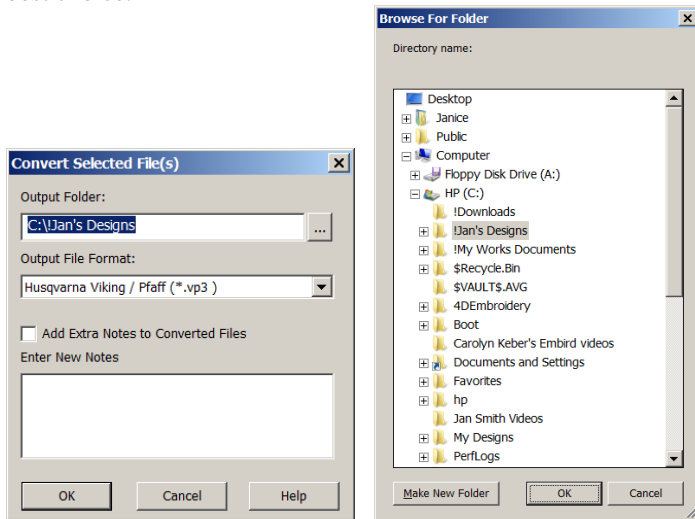 Convert Selected File(s)
Output Folder:
C:\!Jan's Designs
...
Output File Format:
Husqvarna Viking / Pfaff (*.vp3 )
Add Extra Notes to Converted Files
Enter New Notes
OK Cancel Help
Browse For Folder
Directory name:
Desktop
Janice
Public
Computer
Floppy Disk Drive (A:)
HP (C:)
!Downloads
!Jan's Designs
!My Works Documents
$Recycle.Bin
$VAULT$.AVG
4DEmbroidery
Boot
Carolyn Keber's Embird videos
Documents and Settings
Favorites
hp
Jan Smith Videos
My Designs
PerfLogs
Make New Folder OK Cancel